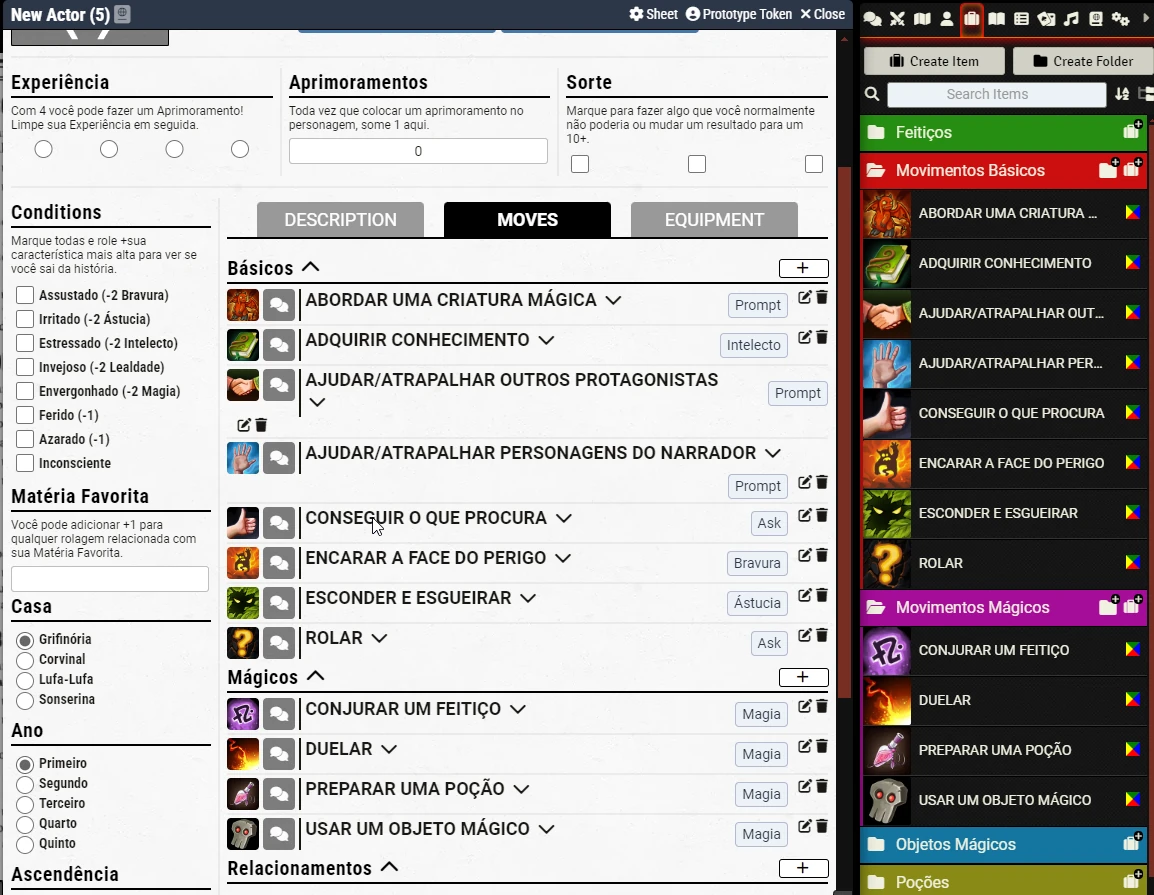 New Actor (5)
Sheet
Prototype Token
Close
Experiência
Com 4 você pode fazer um Aprimoramento!
Limpe sua Experiência em seguida.
Aprimoramentos
Toda vez que colocar um aprimoramento no
personagem, some 1 aqui.
0
Sorte
Marque para fazer algo que você normalmente
não poderia ou mudar um resultado para um
10+.
Conditions
Marque todas e role +sua
característica mais alta para ver se
você sai da história.
Assustado (-2 Bravura)
Irritado (-2 Ástucia)
Estressado (-2 Intelecto)
Invejoso (-2 Lealdade)
Envergonhado (-2 Magia)
Ferido (-1)
Azarado (-1)
Inconsciente
Matéria Favorita
Você pode adicionar +1 para
qualquer rolagem relacionada com
sua Matéria Favorita.
Casa
Grifinória
Corvinal
Lufa-Lufa
Sonserina
Ano
Primeiro
Segundo
Terceiro
Quarto
Quinto
Ascendência
DESCRIPTION
MOVES
EQUIPMENT
Básicos
+
ABORDAR UMA CRIATURA MÁGICA
Prompt
ADQUIRIR CONHECIMENTO
Intelecto
AJUDAR/ATRAPALHAR OUTROS PROTAGONISTAS
Prompt
AJUDAR/ATRAPALHAR PERSONAGENS DO NARRADOR
Prompt
CONSEGUIR O QUE PROCURA
Ask
ENCARAR A FACE DO PERIGO
Bravura
ESCONDER E ESGUEIRAR
Ástucia
ROLAR
Ask
Mágicos
+
CONJURAR UM FEITIÇO
Magia
DUELAR
Magia
PREPARAR UMA POÇÃO
Magia
USAR UM OBJETO MÁGICO
Magia
Relacionamentos
+
Create Item
Create Folder
Search Items
Feitiços
Movimentos Básicos
ABORDAR UMA CRIATURA ...
ADQUIRIR CONHECIMENTO
AJUDAR/ATRAPALHAR OUT...
AJUDAR/ATRAPALHAR PER...
CONSEGUIR O QUE PROCURA
ENCARAR A FACE DO PERIGO
ESCONDER E ESGUEIRAR
ROLAR
Movimentos Mágicos
CONJURAR UM FEITIÇO
DUELAR
PREPARAR UMA POÇÃO
USAR UM OBJETO MÁGICO
Objetos Mágicos
Poções